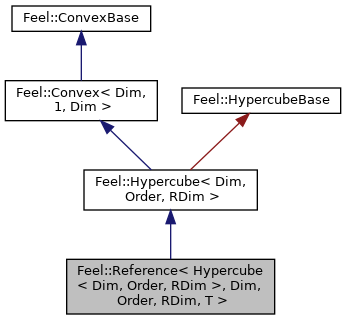 Feel::ConvexBase
Feel::Convex< Dim,
1, Dim >
Feel::HypercubeBase
Feel::Hypercube< Dim,
Order, RDim >
Feel::Reference< Hypercube
< Dim, Order, RDim >, Dim,
Order, RDim, T >